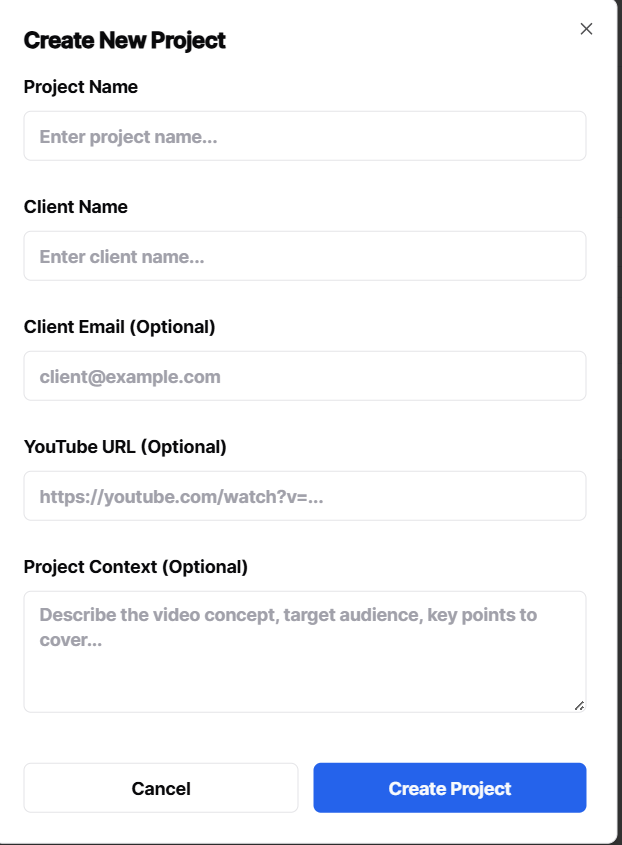 Create New Project
Project Name
Enter project name...
Client Name
Enter client name...
Client Email (Optional)
client@example.com
YouTube URL (Optional)
https://youtube.com/watch?v=...
Project Context (Optional)
Describe the video concept, target audience, key points to
cover...
Cancel
Create Project